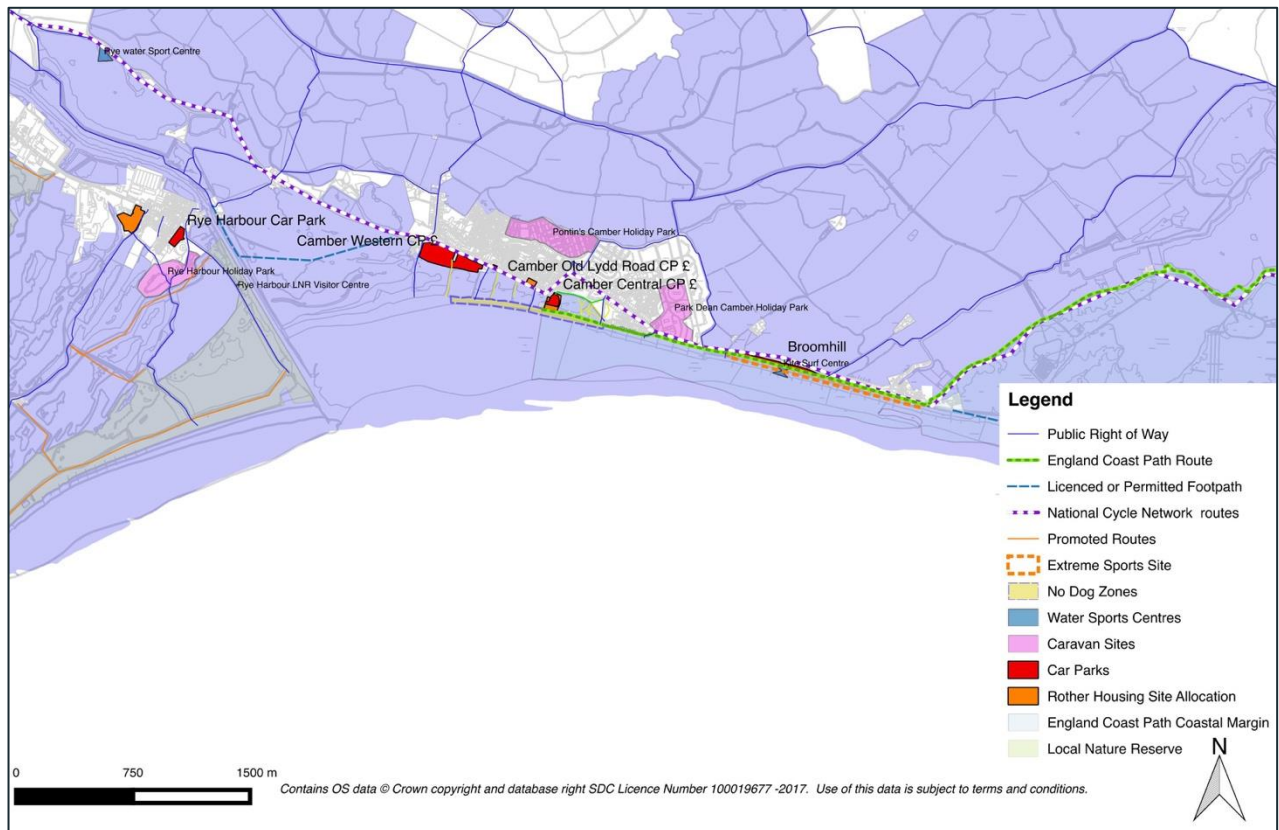 Rye water Sport Centre
Rye Harbour Car Park
Camber Western CP £
Pontin's Camber Holiday Park
Rye Harbour Holiday Park
Camber Old Lydd Road CP £
Rye Harbour LNR Visitor Centre
Camber Central CP £
Park Dean Camber Holiday Park
Broomhill
Kite Surf Centre
Legend
Public Right of Way
England Coast Path Route
Licenced or Permitted Footpath
National Cycle Network routes
Promoted Routes
Extreme Sports Site
No Dog Zones
Water Sports Centres
Caravan Sites
Car Parks
Rother Housing Site Allocation
England Coast Path Coastal Margin
Local Nature Reserve
N
0 750 1500 m
Contains OS data © Crown copyright and database right SDC Licence Number 100019677 -2017. Use of this data is subject to terms and conditions.